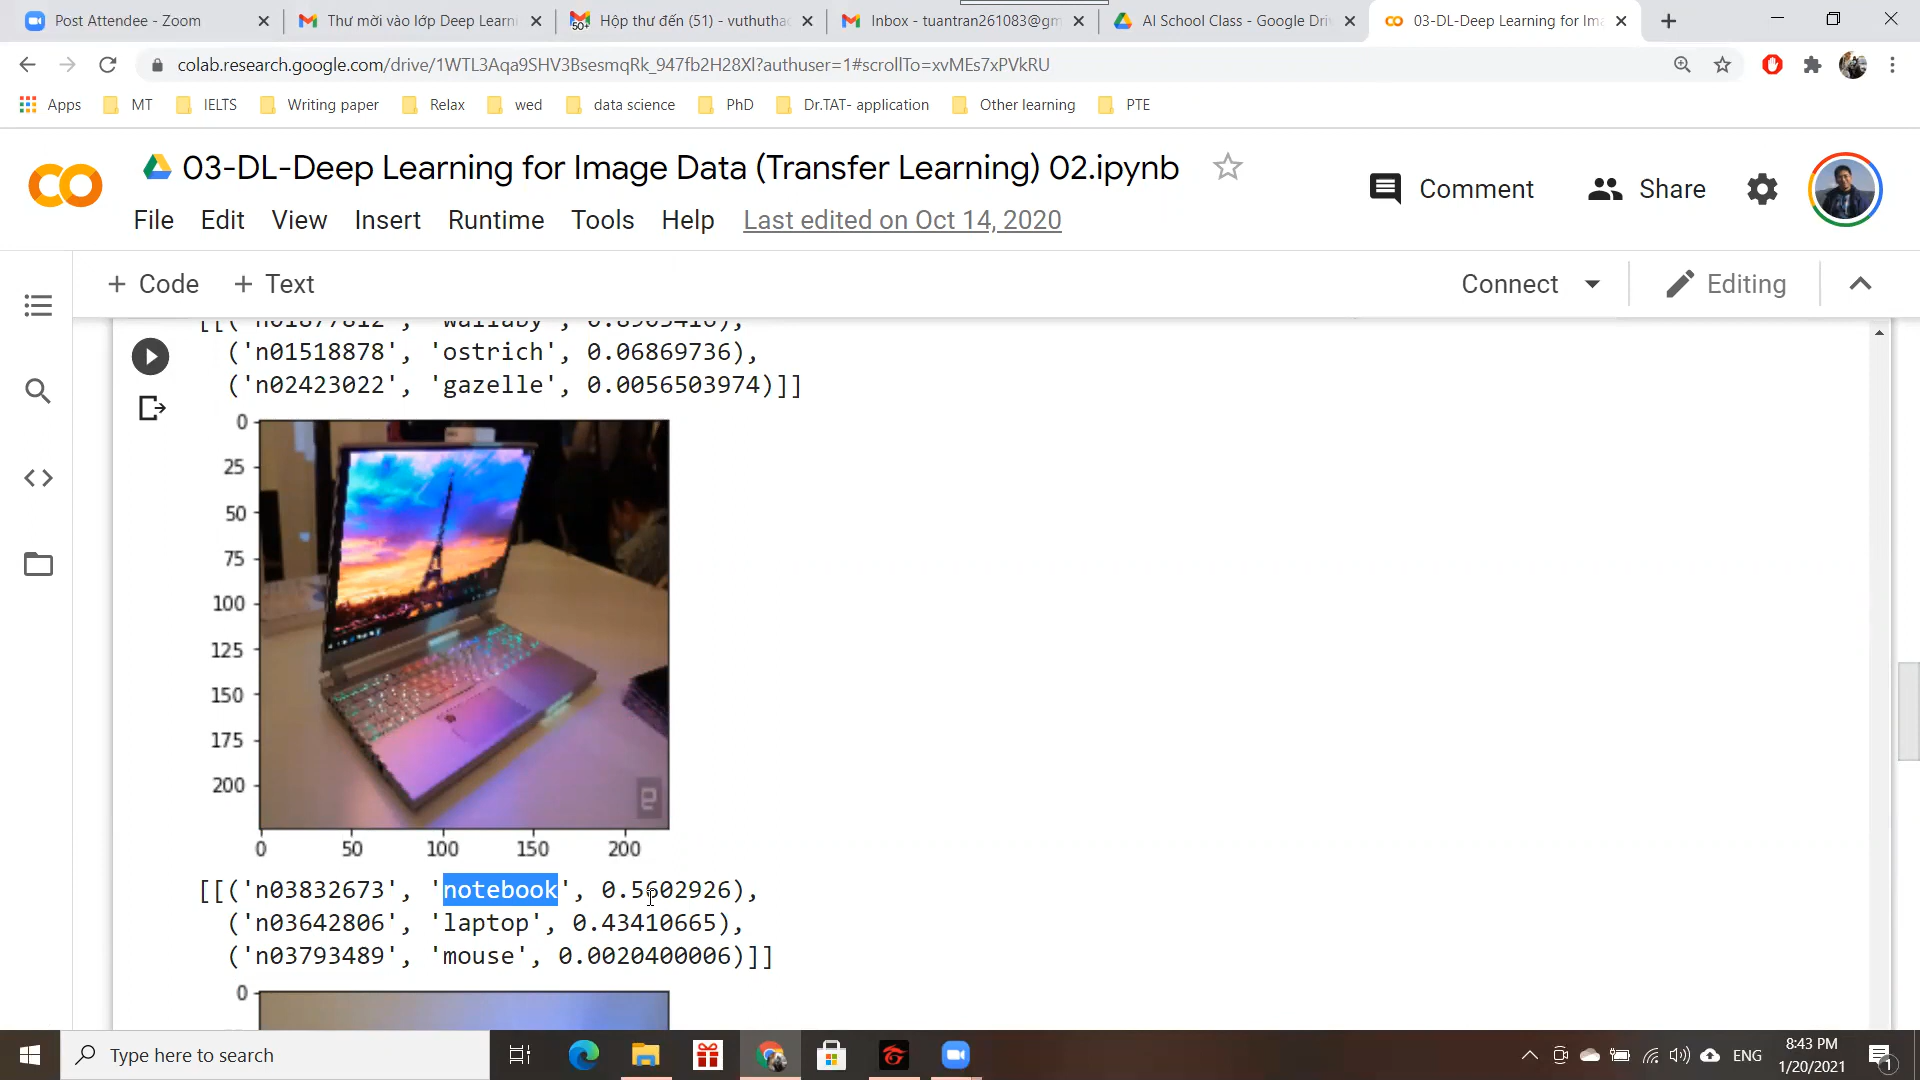 Post Attendee - Zoom
Thư mời vào lớp Deep Learni
Hộp thư đến (51) - vuthutha
Inbox - tuantran261083@gm
AI School Class - Google Dri
03-DL-Deep Learning for Ima
colab.research.google.com/drive/1WTL3Aqa9SHV3BsesmqRk_947fb2H28Xl?authuser=1#scrollTo=xvMEs7xPVkRU
Apps MT IELTS Writing paper Relax wed data science PhD Dr.TAT- application Other learning PTE
03-DL-Deep Learning for Image Data (Transfer Learning) 02.ipynb
Comment Share
File Edit View Insert Runtime Tools Help Last edited on Oct 14, 2020
+ Code + Text Connect Editing
[[('n01877812', 'wallaby', 0.8905418),
('n01518878', 'ostrich', 0.06869736),
('n02423022', 'gazelle', 0.0056503974)]]
0
25
50
75
100
125
150
175
200
0 50 100 150 200
[[('n03832673', 'notebook', 0.5602926),
('n03642806', 'laptop', 0.43410665),
('n03793489', 'mouse', 0.0020400006)]]
0
Type here to search
ENG
8:43 PM
1/20/2021
1